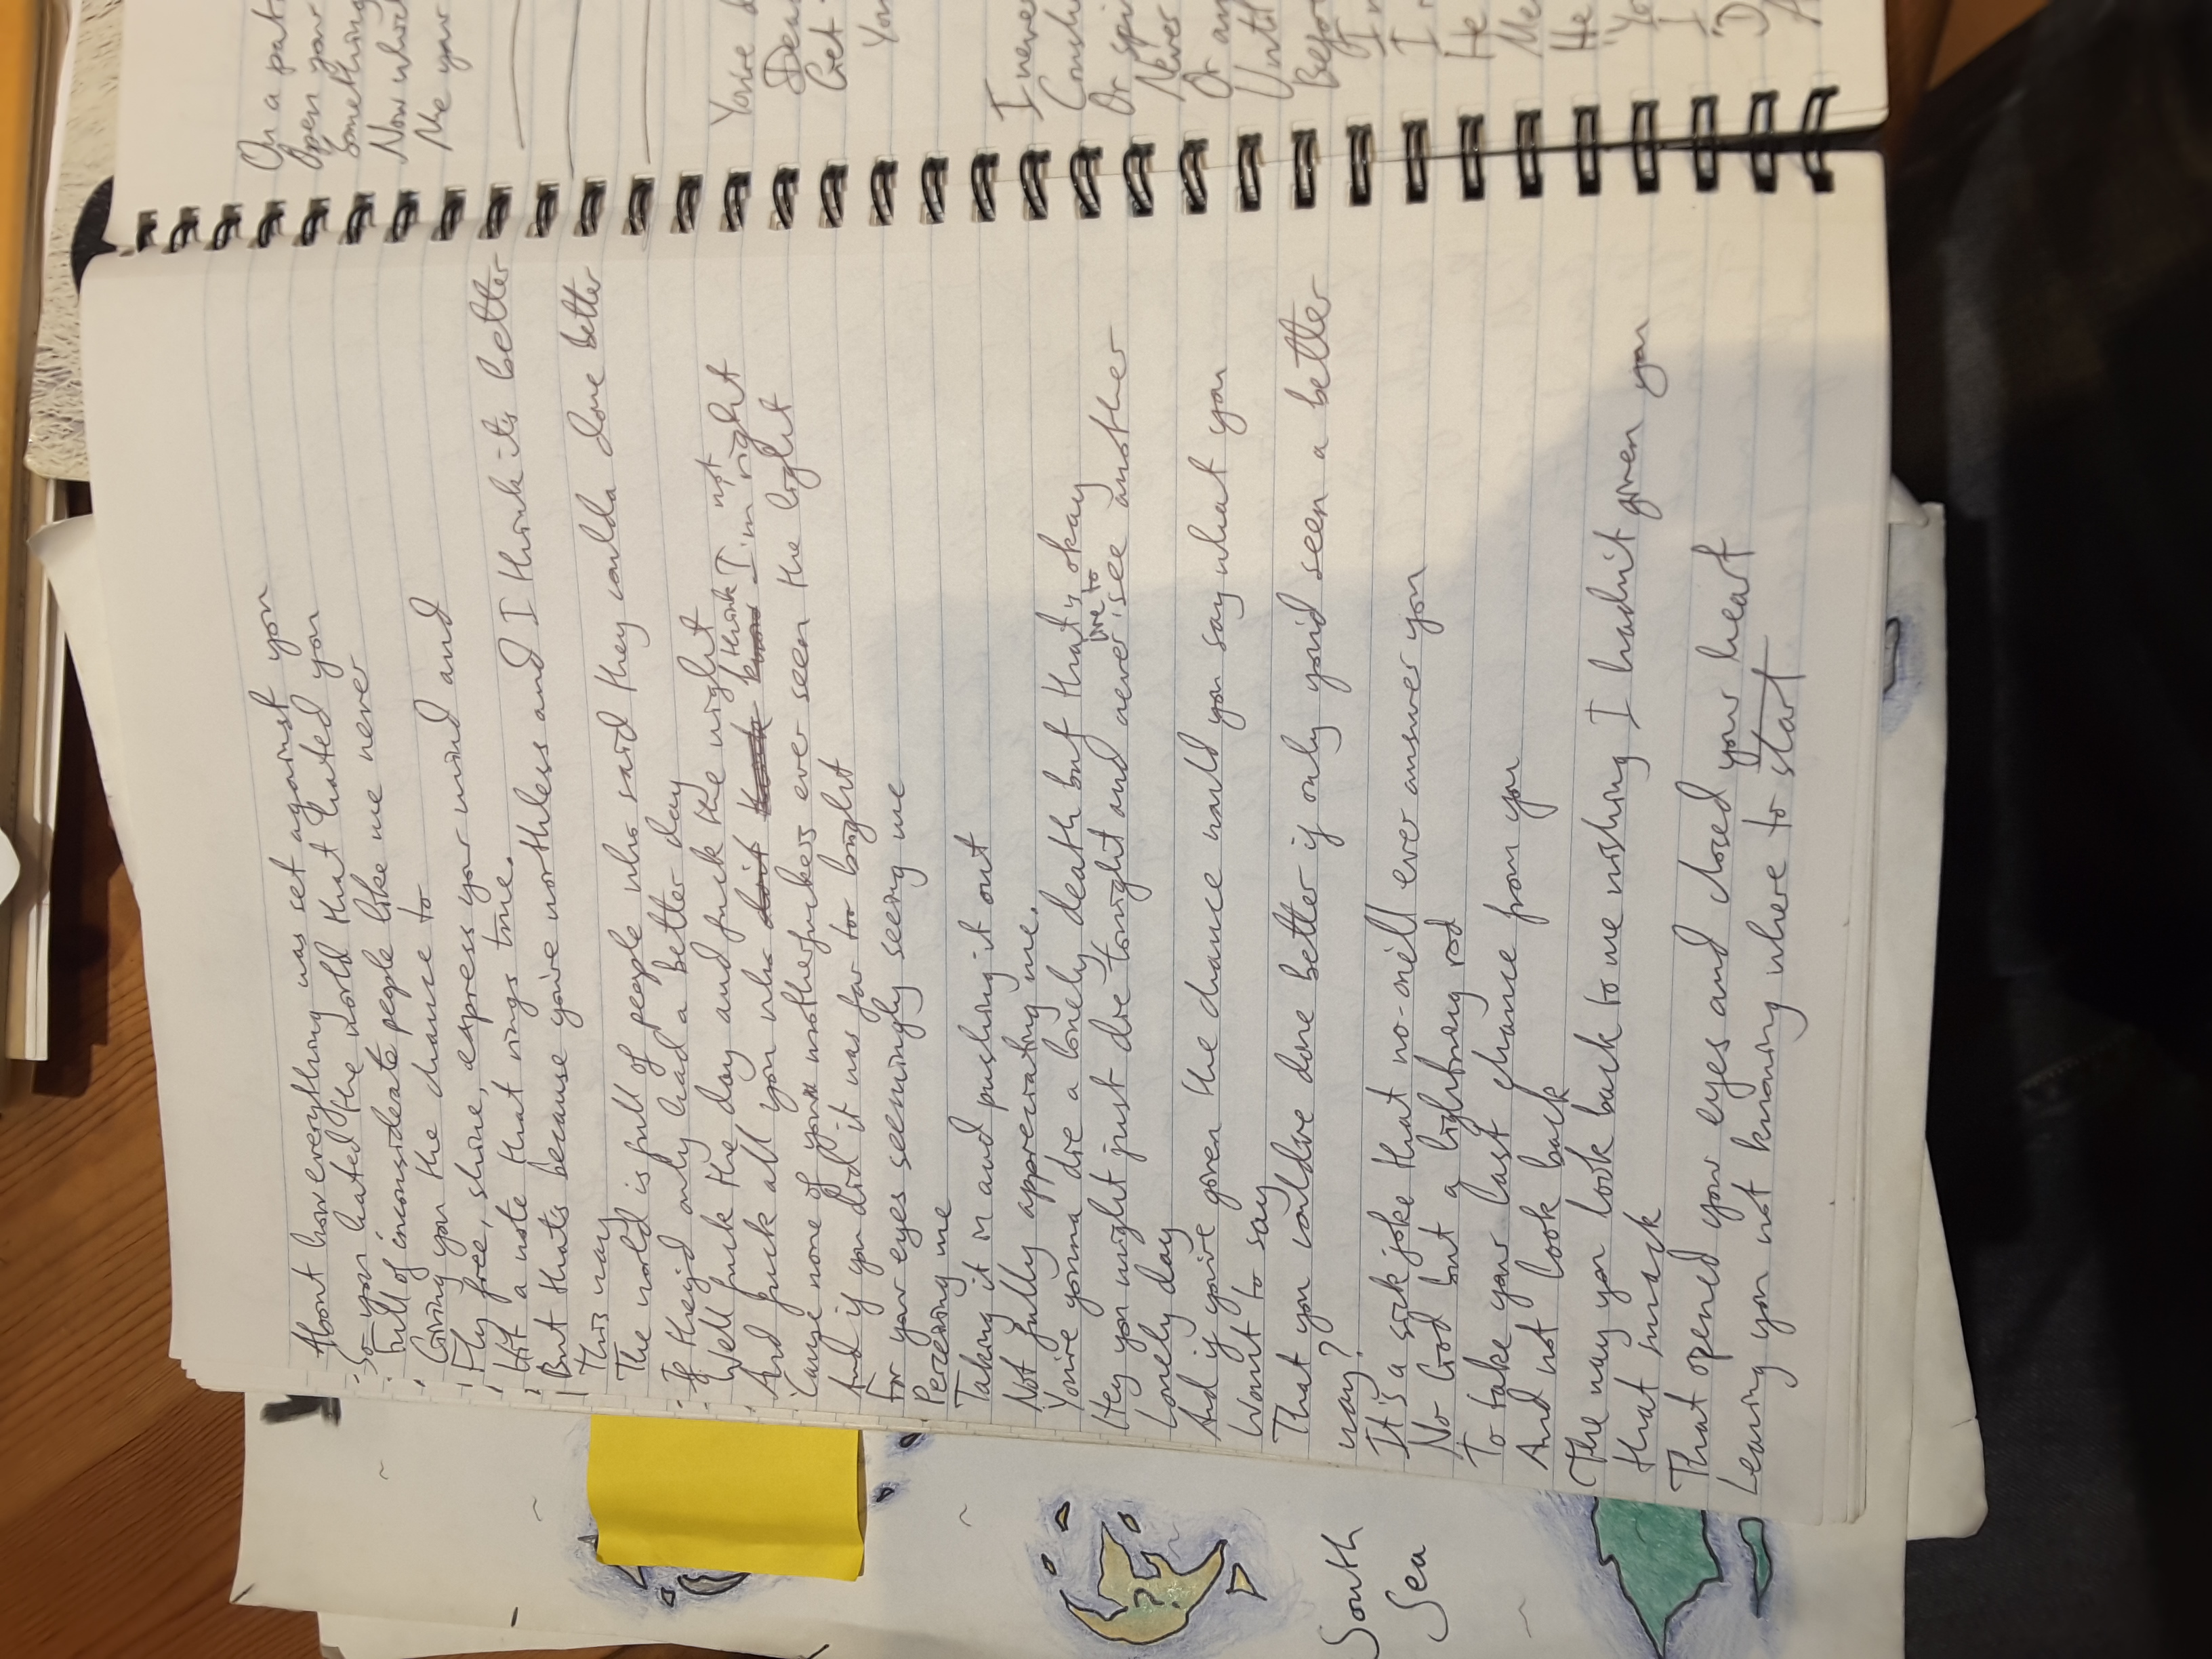 About how everything was set against you
So you hated the world that hated you
Full of inconsiderate people like me never
Giving you the chance to
Fly free, shine, express your mind and
Hit a note that rings true.
But that's because you're worthless and I think it's better
This way
The world is full of people who said they coulda done better
If they'd only had a better day
Well fuck the day and fuck the night
And fuck all you who don't think know think I'm not right
'Cause none of you motherfuckers ever seen the light
And if you did it was far too bright
For your eyes seemingly seeing me
Perceiving me
Taking it in and pushing it out
Not fully appreciating me.
You're gonna die a lonely death but that's okay
Hey you might just die tonight and never live to see another
Lonely day
And if you're given the chance would you say what you
Want to say
That you could've done better if only you'd seen a better
way?
It's a sick joke that no-one'll ever answer you
No God but a lightning rod
To take your last chance from you
And not look back
The way you look back to me wishing I hadn't given you
that smack
That opened your eyes and closed your heart
Leaving you not knowing where to start
South
Sea
?
On a
Open your
Something
Now
Me your
You're
Get
I never
Or
Never
Or
Until
I
He
Me
He
I